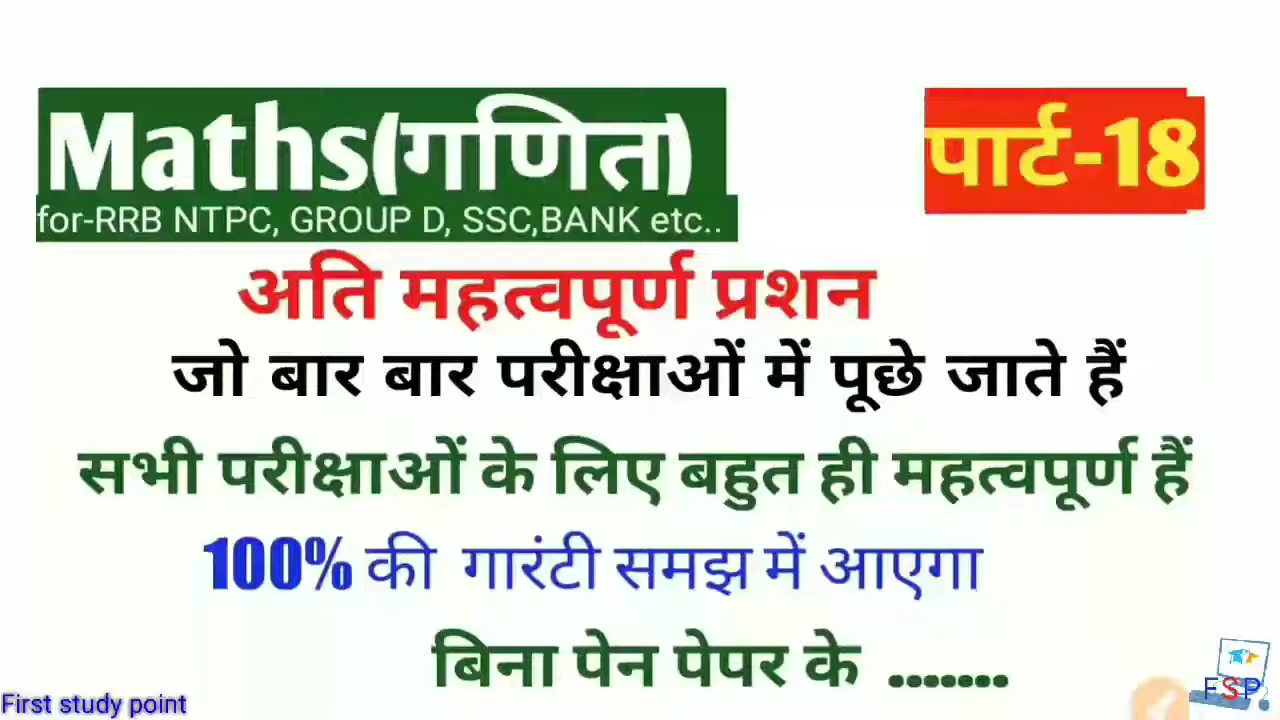 Maths(गणित)
पार्ट-18
for-RRB NTPC, GROUP D, SSC,BANK etc..
अति महत्वपूर्ण प्रशन
जो बार बार परीक्षाओं में पूछे जाते हैं
सभी परीक्षाओं के लिए बहुत ही महत्वपूर्ण हैं
100% की गारंटी समझ में आएगा
बिना पेन पेपर के .......
First study point
FSP